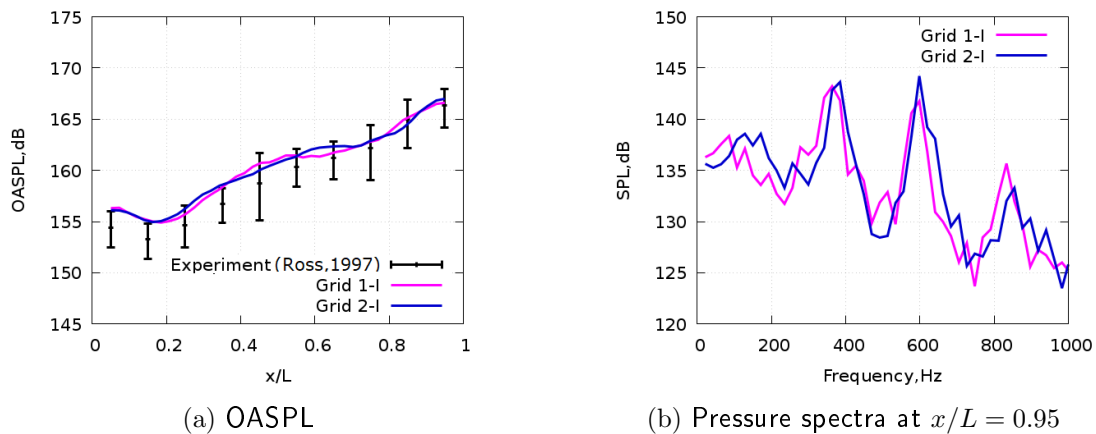 175
170
165
160
155
150
145
OASPL,dB
Experiment (Ross,1997)
Grid 1-I
Grid 2-I
0
0.2
0.4
0.6
0.8
1
x/L
(a) OASPL
150
145
140
135
130
125
120
SPL,dB
Grid 1-I
Grid 2-I
0
200
400
600
800
1000
Frequency,Hz
(b) Pressure spectra at x/L = 0.95